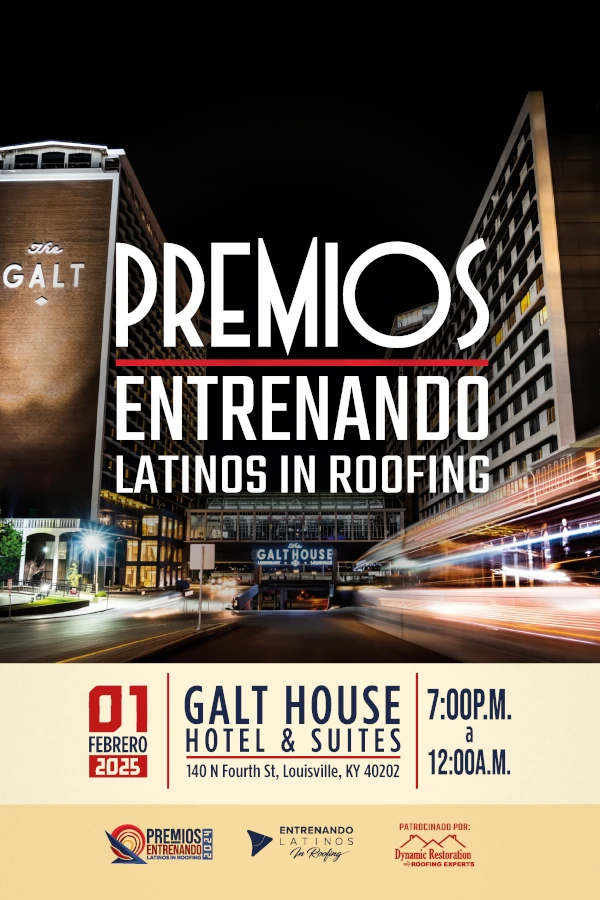 The
GALT
PREMIOS
ENTRENANDO
LATINOS IN ROOFING
The
GALT HOUSE
01
FEBRERO
2025
GALT HOUSE
HOTEL & SUITES
140 N Fourth St, Louisville, KY 40202
7:00P.M.
a
12:00A.M.
PREMIOS
ENTRENANDO
LATINOS IN ROOFING
2024
ENTRENANDO
LATINOS
In Roofing
PATROCINADO POR:
Dynamic Restoration
ROOFING EXPERTS